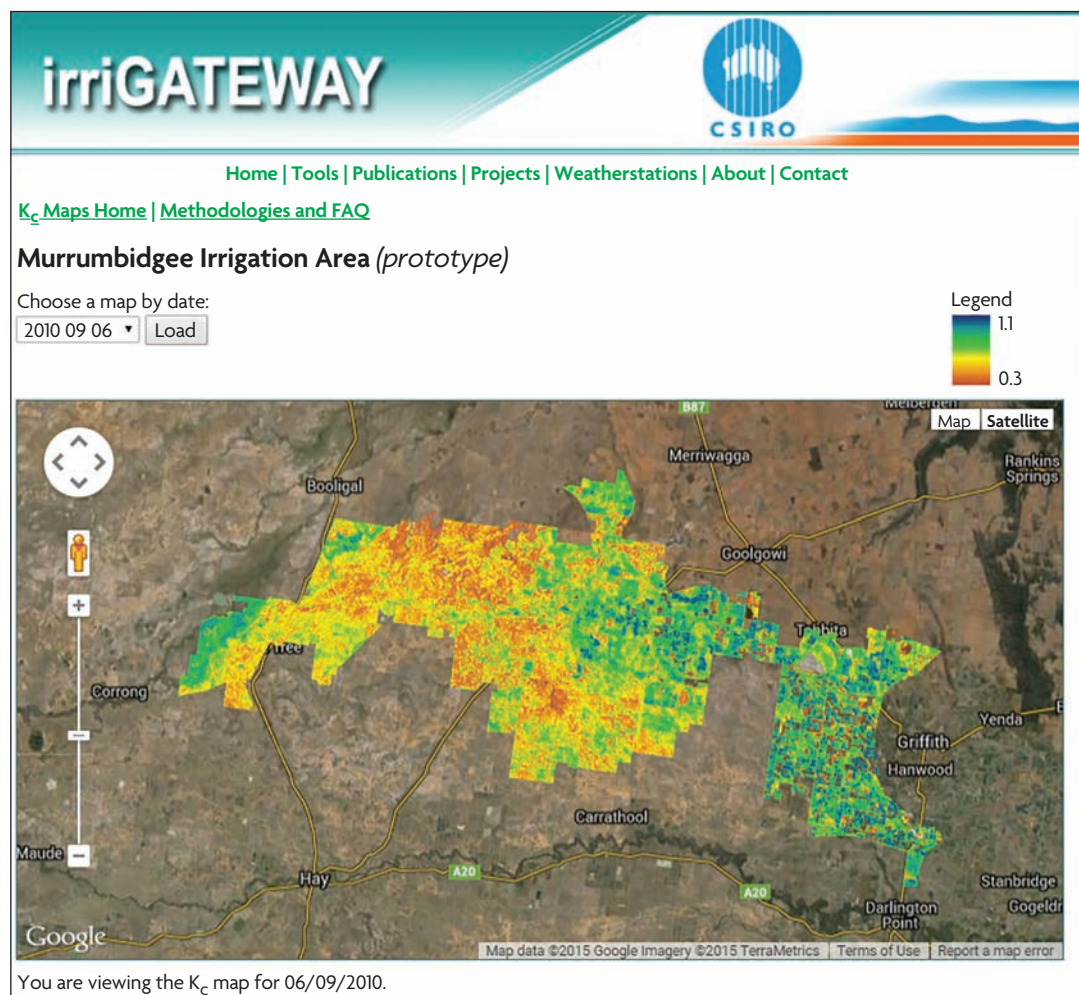 irriGATEWAY
CSIRO
Home | Tools | Publications | Projects | Weatherstations | About | Contact
Kc Maps Home | Methodologies and FAQ
Murrumbidgee Irrigation Area (prototype)
Choose a map by date:
2010 09 06 Load
Legend
1.1
0.3
B87
Map Satellite
Merriwagga
Rankins
Springs
Booligal
Goolgowi
Tabbita
Corrong
Yenda
Griffith
Hanwood
Carrathool
Maude
Hay
A20
A20
Stanbridge
Darlington
Point
Gogeldr
Google
Map data ©2015 Google Imagery ©2015 TerraMetrics Terms of Use Report a map error
You are viewing the Kc map for 06/09/2010.